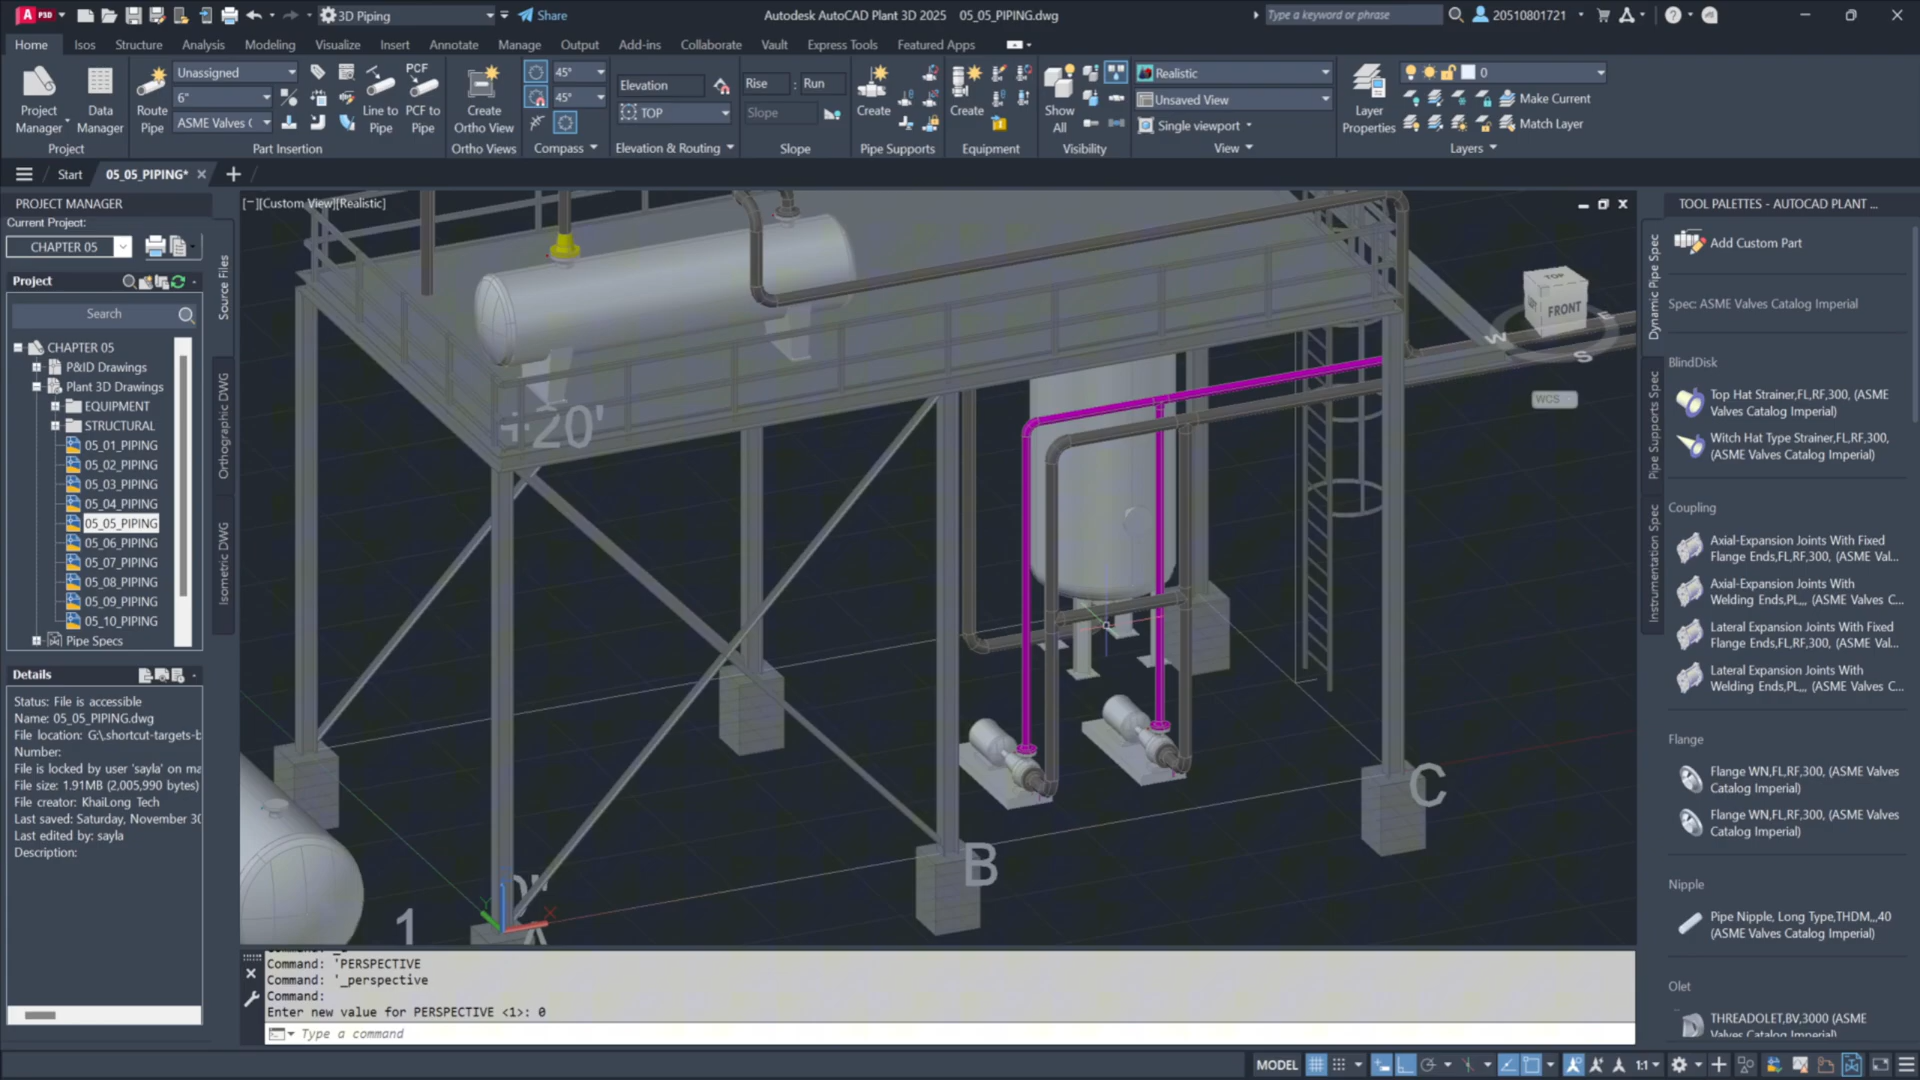 A P3D
3D Piping
Share
Autodesk AutoCAD Plant 3D 2025 05_05_PIPING.dwg
Type a keyword or phrase
20510801721
Home Isos Structure Analysis Modeling Visualize Insert Annotate Manage Output Add-ins Collaborate Vault Express Tools Featured Apps
Project Manager
Data Manager
Project
Route Pipe
Unassigned
6"
ASME Valves (
Line to Pipe
PCF
PCF to Pipe
Part Insertion
Create Ortho View
Ortho Views
45°
45°
Compass
Elevation
TOP
Elevation & Routing
Rise : Run
Slope
Slope
Create
Pipe Supports
Create
Equipment
Show All
Visibility
Realistic
Unsaved View
Single viewport
View
Layer Properties
0
Make Current
Match Layer
Layers
Start
05_05_PIPING*
PROJECT MANAGER
Current Project:
CHAPTER 05
Project
Search
CHAPTER 05
P&ID Drawings
Plant 3D Drawings
EQUIPMENT
STRUCTURAL
05_01_PIPING
05_02_PIPING
05_03_PIPING
05_04_PIPING
05_05_PIPING
05_06_PIPING
05_07_PIPING
05_08_PIPING
05_09_PIPING
05_10_PIPING
Pipe Specs
Source Files
Orthographic DWG
Isometric DWG
Details
Status: File is accessible
Name: 05_05_PIPING.dwg
File location: G:\.shortcut-targets-b
Number:
File is locked by user 'sayla' on ma
File size: 1.91MB (2,005,990 bytes)
File creator: KhaiLong Tech
Last saved: Saturday, November 30
Last edited by: sayla
Description:
[−][Custom View][Realistic]
+20'
TOP
FRONT
W
S
WCS
C
B
1
A
Y
X
Command: 'PERSPECTIVE
Command: '_perspective
Command:
Enter new value for PERSPECTIVE <1>: 0
Type a command
TOOL PALETTES - AUTOCAD PLANT ...
Dynamic Pipe Spec
Pipe Supports Spec
Instrumentation Spec
Add Custom Part
Spec: ASME Valves Catalog Imperial
BlindDisk
Top Hat Strainer,FL,RF,300, (ASME
Valves Catalog Imperial)
Witch Hat Type Strainer,FL,RF,300,
(ASME Valves Catalog Imperial)
Coupling
Axial-Expansion Joints With Fixed
Flange Ends,FL,RF,300, (ASME Val...
Axial-Expansion Joints With
Welding Ends,PL,,, (ASME Valves C...
Lateral Expansion Joints With Fixed
Flange Ends,FL,RF,300, (ASME Val...
Lateral Expansion Joints With
Welding Ends,PL,,, (ASME Valves C...
Flange
Flange WN,FL,RF,300, (ASME Valves
Catalog Imperial)
Flange WN,FL,RF,300, (ASME Valves
Catalog Imperial)
Nipple
Pipe Nipple, Long Type,THDM,,,40
(ASME Valves Catalog Imperial)
Olet
THREADOLET,BV,3000 (ASME
Valves Catalog Imperial)
MODEL
1:1